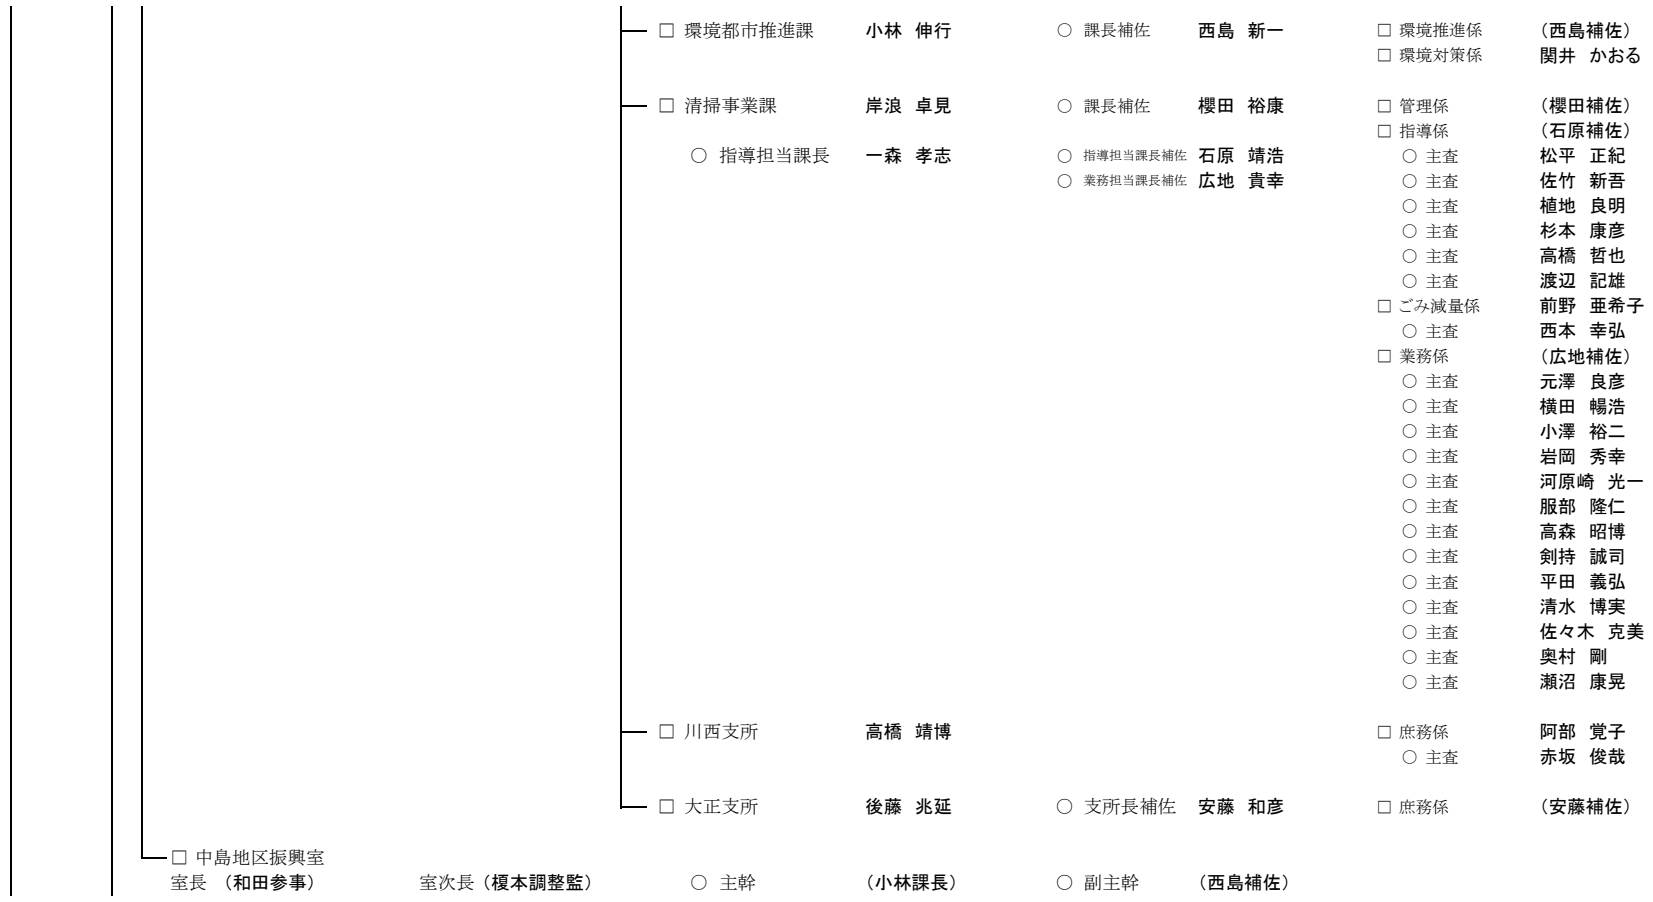 □ 環境都市推進課 小林 伸行 ○ 課長補佐 西島 新一 □ 環境推進係 （西島補佐）
□ 環境対策係 関井 かおる
□ 清掃事業課 岸浪 卓見 ○ 課長補佐 櫻田 裕康 □ 管理係 （櫻田補佐）
□ 指導係 （石原補佐）
○ 指導担当課長 一森 孝志 ○ 指導担当課長補佐 石原 靖浩 ○ 主査 松平 正紀
○ 業務担当課長補佐 広地 貴幸 ○ 主査 佐竹 新吾
○ 主査 植地 良明
○ 主査 杉本 康彦
○ 主査 高橋 哲也
○ 主査 渡辺 記雄
□ ごみ減量係 前野 亜希子
○ 主査 西本 幸弘
□ 業務係 （広地補佐）
○ 主査 元澤 良彦
○ 主査 横田 暢浩
○ 主査 小澤 裕二
○ 主査 岩岡 秀幸
○ 主査 河原崎 光一
○ 主査 服部 隆仁
○ 主査 高森 昭博
○ 主査 剣持 誠司
○ 主査 平田 義弘
○ 主査 清水 博実
○ 主査 佐々木 克美
○ 主査 奥村 剛
○ 主査 瀬沼 康晃
□ 川西支所 高橋 靖博 □ 庶務係 阿部 覚子
○ 主査 赤坂 俊哉
□ 大正支所 後藤 兆延 ○ 支所長補佐 安藤 和彦 □ 庶務係 （安藤補佐）
□ 中島地区振興室
室長 （和田参事） 室次長 （榎本調整監） ○ 主幹 （小林課長） ○ 副主幹 （西島補佐）